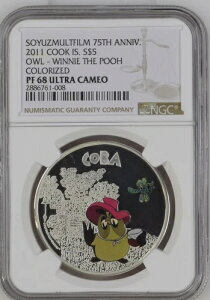 SOYUZMULTFILM 75TH ANNIV.
2011 COOK IS. S$5
OWL - WINNIE THE POOH
COLORIZED
PF 68 ULTRA CAMEO
2886761-008
NUMISMATIC GUARANTY COMPANY
NGC
СОВА